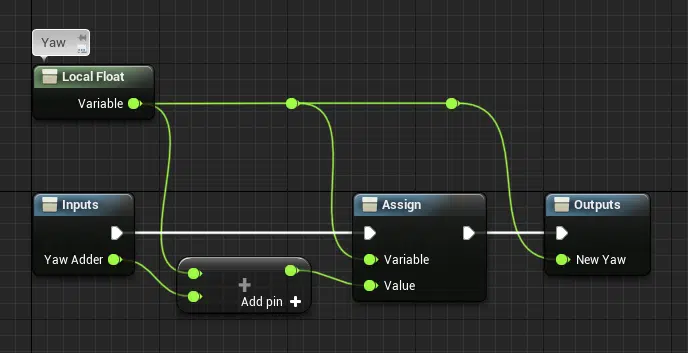 Yaw
Local Float
Variable
Inputs
Yaw Adder
+
Add pin +
Assign
Variable
Value
Outputs
New Yaw